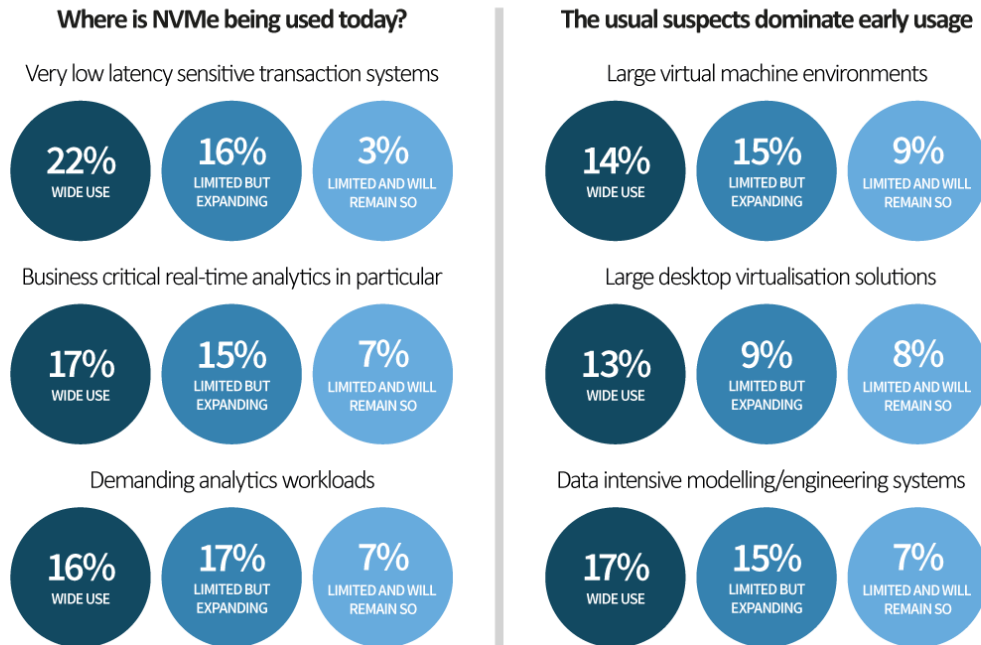 Where is NVMe being used today?
Very low latency sensitive transaction systems
22%
WIDE USE
16%
LIMITED BUT
EXPANDING
3%
LIMITED AND WILL
REMAIN SO
Business critical real-time analytics in particular
17%
WIDE USE
15%
LIMITED BUT
EXPANDING
7%
LIMITED AND WILL
REMAIN SO
Demanding analytics workloads
16%
WIDE USE
17%
LIMITED BUT
EXPANDING
7%
LIMITED AND WILL
REMAIN SO
The usual suspects dominate early usage
Large virtual machine environments
14%
WIDE USE
15%
LIMITED BUT
EXPANDING
9%
LIMITED AND WILL
REMAIN SO
Large desktop virtualisation solutions
13%
WIDE USE
9%
LIMITED BUT
EXPANDING
8%
LIMITED AND WILL
REMAIN SO
Data intensive modelling/engineering systems
17%
WIDE USE
15%
LIMITED BUT
EXPANDING
7%
LIMITED AND WILL
REMAIN SO